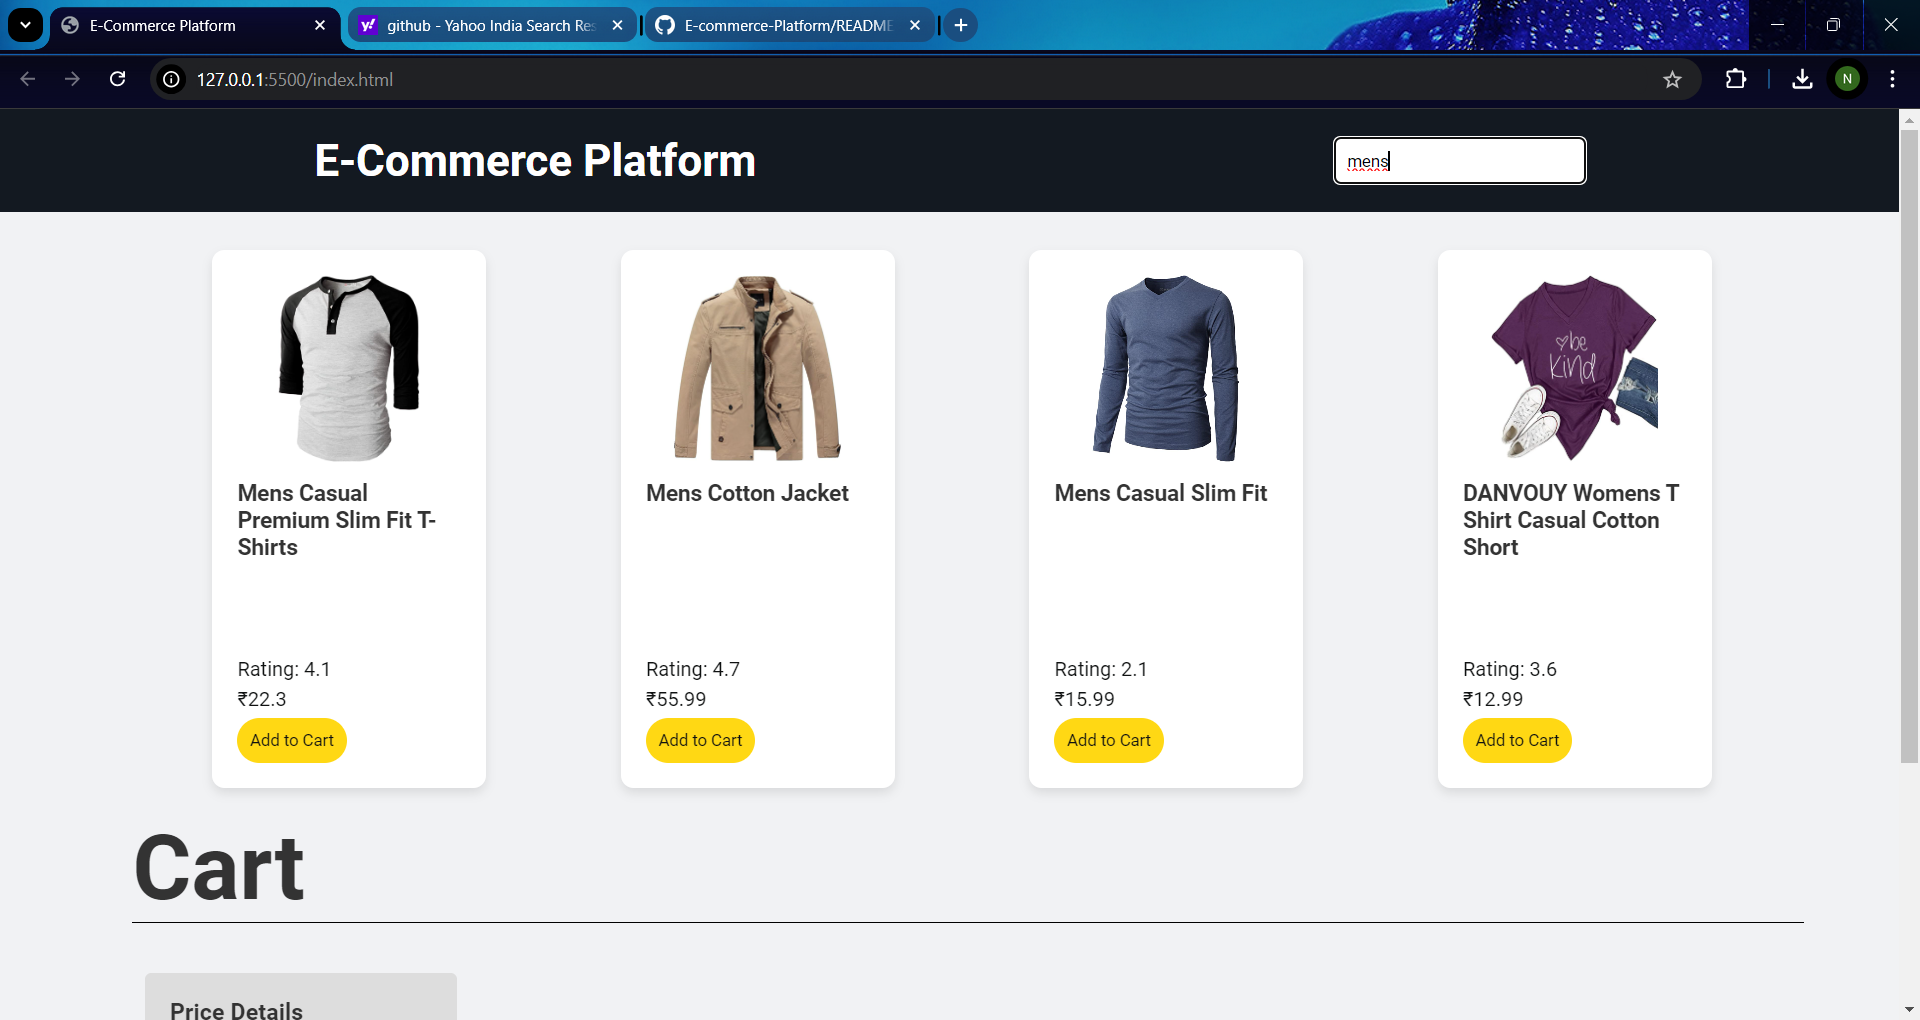 E-Commerce Platform
github - Yahoo India Search Res
E-commerce-Platform/README
127.0.0.1:5500/index.html
N
E-Commerce Platform
mens
be
kind
Mens Casual
Premium Slim Fit T-
Shirts
Rating: 4.1
₹22.3
Add to Cart
Mens Cotton Jacket
Rating: 4.7
₹55.99
Add to Cart
Mens Casual Slim Fit
Rating: 2.1
₹15.99
Add to Cart
DANVOUY Womens T
Shirt Casual Cotton
Short
Rating: 3.6
₹12.99
Add to Cart
Cart
Price Details